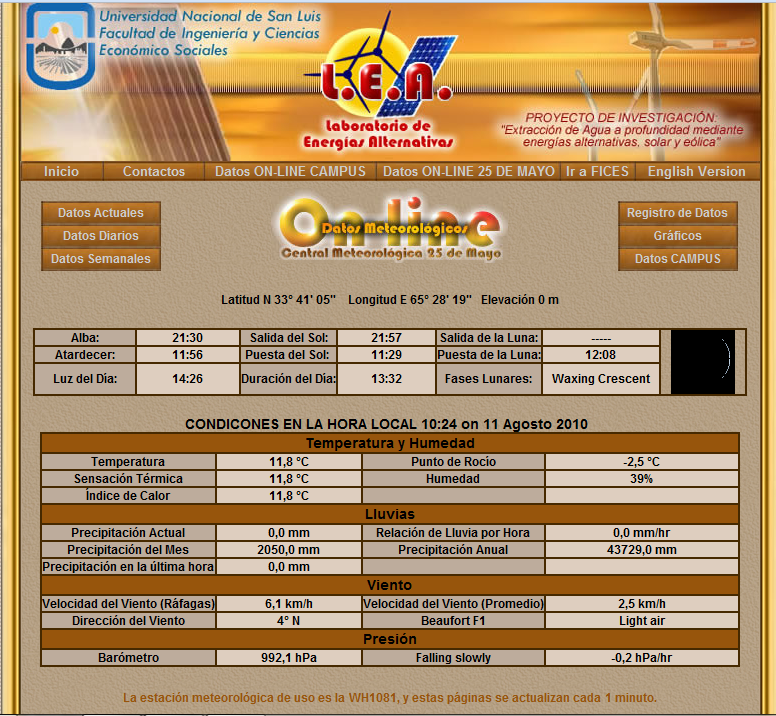 Universidad Nacional de San Luis
Facultad de Ingeniería y Ciencias
Económico Sociales
L.E.A.
Laboratorio de
Energías Alternativas
PROYECTO DE INVESTIGACIÓN:
"Extracción de Agua a profundidad mediante
energías alternativas, solar y eólica"
Inicio Contactos Datos ON-LINE CAMPUS Datos ON-LINE 25 DE MAYO Ir a FICES English Version
Datos Actuales
Datos Diarios
Datos Semanales
On-line
Datos Meteorológicos
Central Meteorológica 25 de Mayo
Registro de Datos
Gráficos
Datos CAMPUS
Latitud N 33° 41' 05" Longitud E 65° 28' 19" Elevación 0 m
Alba: 21:30 Salida del Sol: 21:57 Salida de la Luna: -----
Atardecer: 11:56 Puesta del Sol: 11:29 Puesta de la Luna: 12:08
Luz del Día: 14:26 Duración del Día: 13:32 Fases Lunares: Waxing Crescent
CONDICONES EN LA HORA LOCAL 10:24 on 11 Agosto 2010
Temperatura y Humedad
Temperatura 11,8 °C Punto de Rocío -2,5 °C
Sensación Térmica 11,8 °C Humedad 39%
Índice de Calor 11,8 °C
Lluvias
Precipitación Actual 0,0 mm Relación de Lluvia por Hora 0,0 mm/hr
Precipitación del Mes 2050,0 mm Precipitación Anual 43729,0 mm
Precipitación en la última hora 0,0 mm
Viento
Velocidad del Viento (Ráfagas) 6,1 km/h Velocidad del Viento (Promedio) 2,5 km/h
Dirección del Viento 4° N Beaufort F1 Light air
Presión
Barómetro 992,1 hPa Falling slowly -0,2 hPa/hr
La estación meteorológica de uso es la WH1081, y estas páginas se actualizan cada 1 minuto.